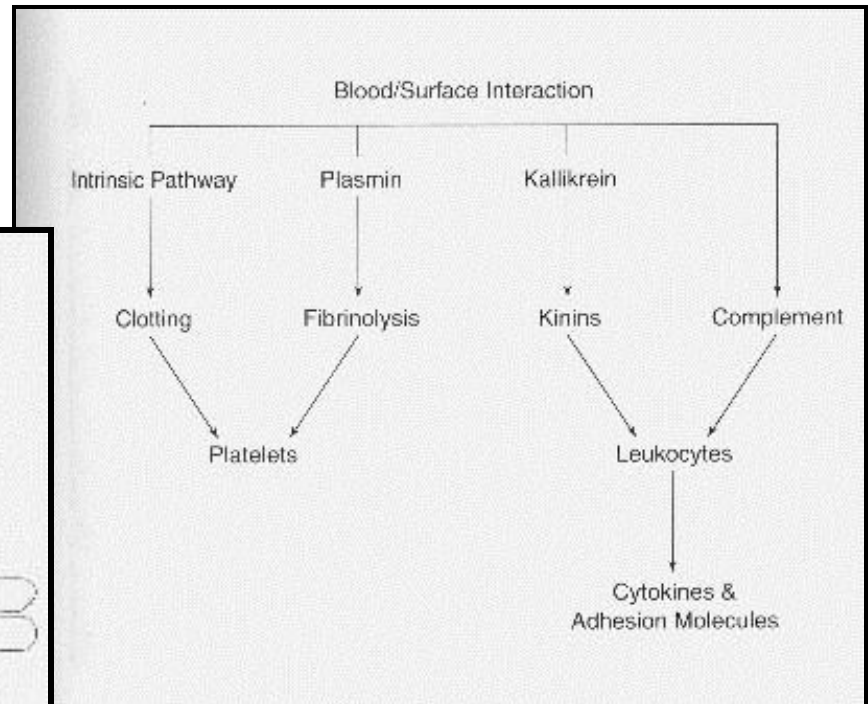 Blood/Surface Interaction
Intrinsic Pathway Plasmin Kallikrein
Clotting Fibrinolysis Kinins Complement
Platelets Leukocytes
Cytokines &
Adhesion Molecules